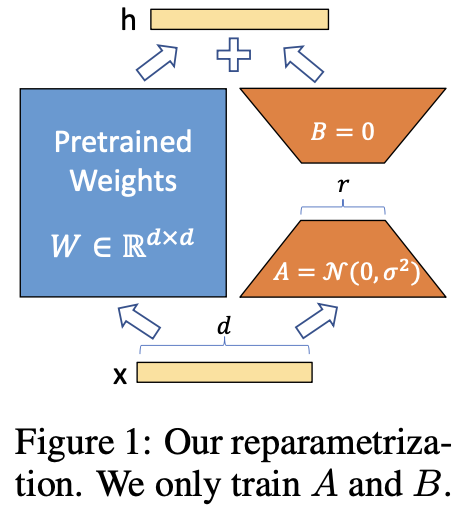 h
Pretrained
Weights
W ∈ ℝ^{d×d}
B = 0
r
A = 𝒩(0, σ²)
d
x
Figure 1: Our reparametriza-
tion. We only train A and B.